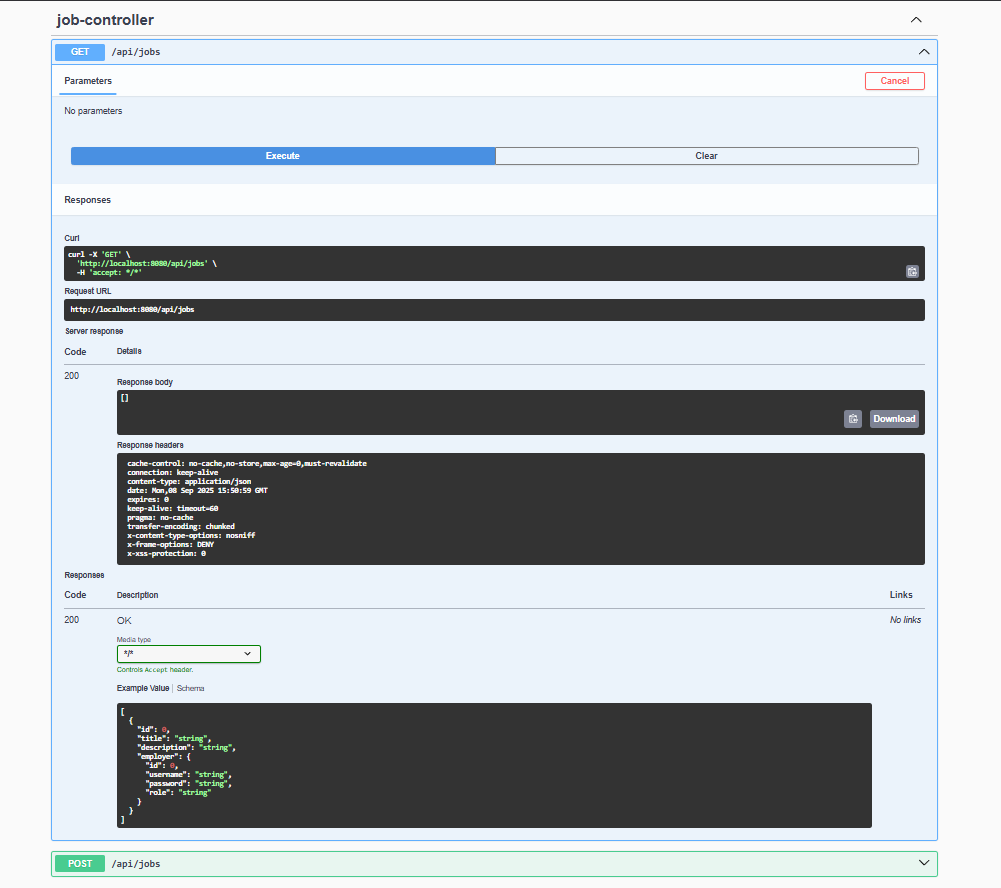 job-controller
GET /api/jobs
Parameters
Cancel
No parameters
Execute
Clear
Responses
Curl
curl -X 'GET' \
  'http://localhost:8080/api/jobs' \
  -H 'accept: */*'
Request URL
http://localhost:8080/api/jobs
Server response
Code Details
200
Response body
[]
Download
Response headers
cache-control: no-cache,no-store,max-age=0,must-revalidate
connection: keep-alive
content-type: application/json
date: Mon,08 Sep 2025 15:50:59 GMT
expires: 0
keep-alive: timeout=60
pragma: no-cache
transfer-encoding: chunked
x-content-type-options: nosniff
x-frame-options: DENY
x-xss-protection: 0
Responses
Code Description Links
200 OK No links
Media type
*/*
Controls Accept header.
Example Value | Schema
[
  {
    "id": 0,
    "title": "string",
    "description": "string",
    "employer": {
      "id": 0,
      "username": "string",
      "password": "string",
      "role": "string"
    }
  }
]
POST /api/jobs